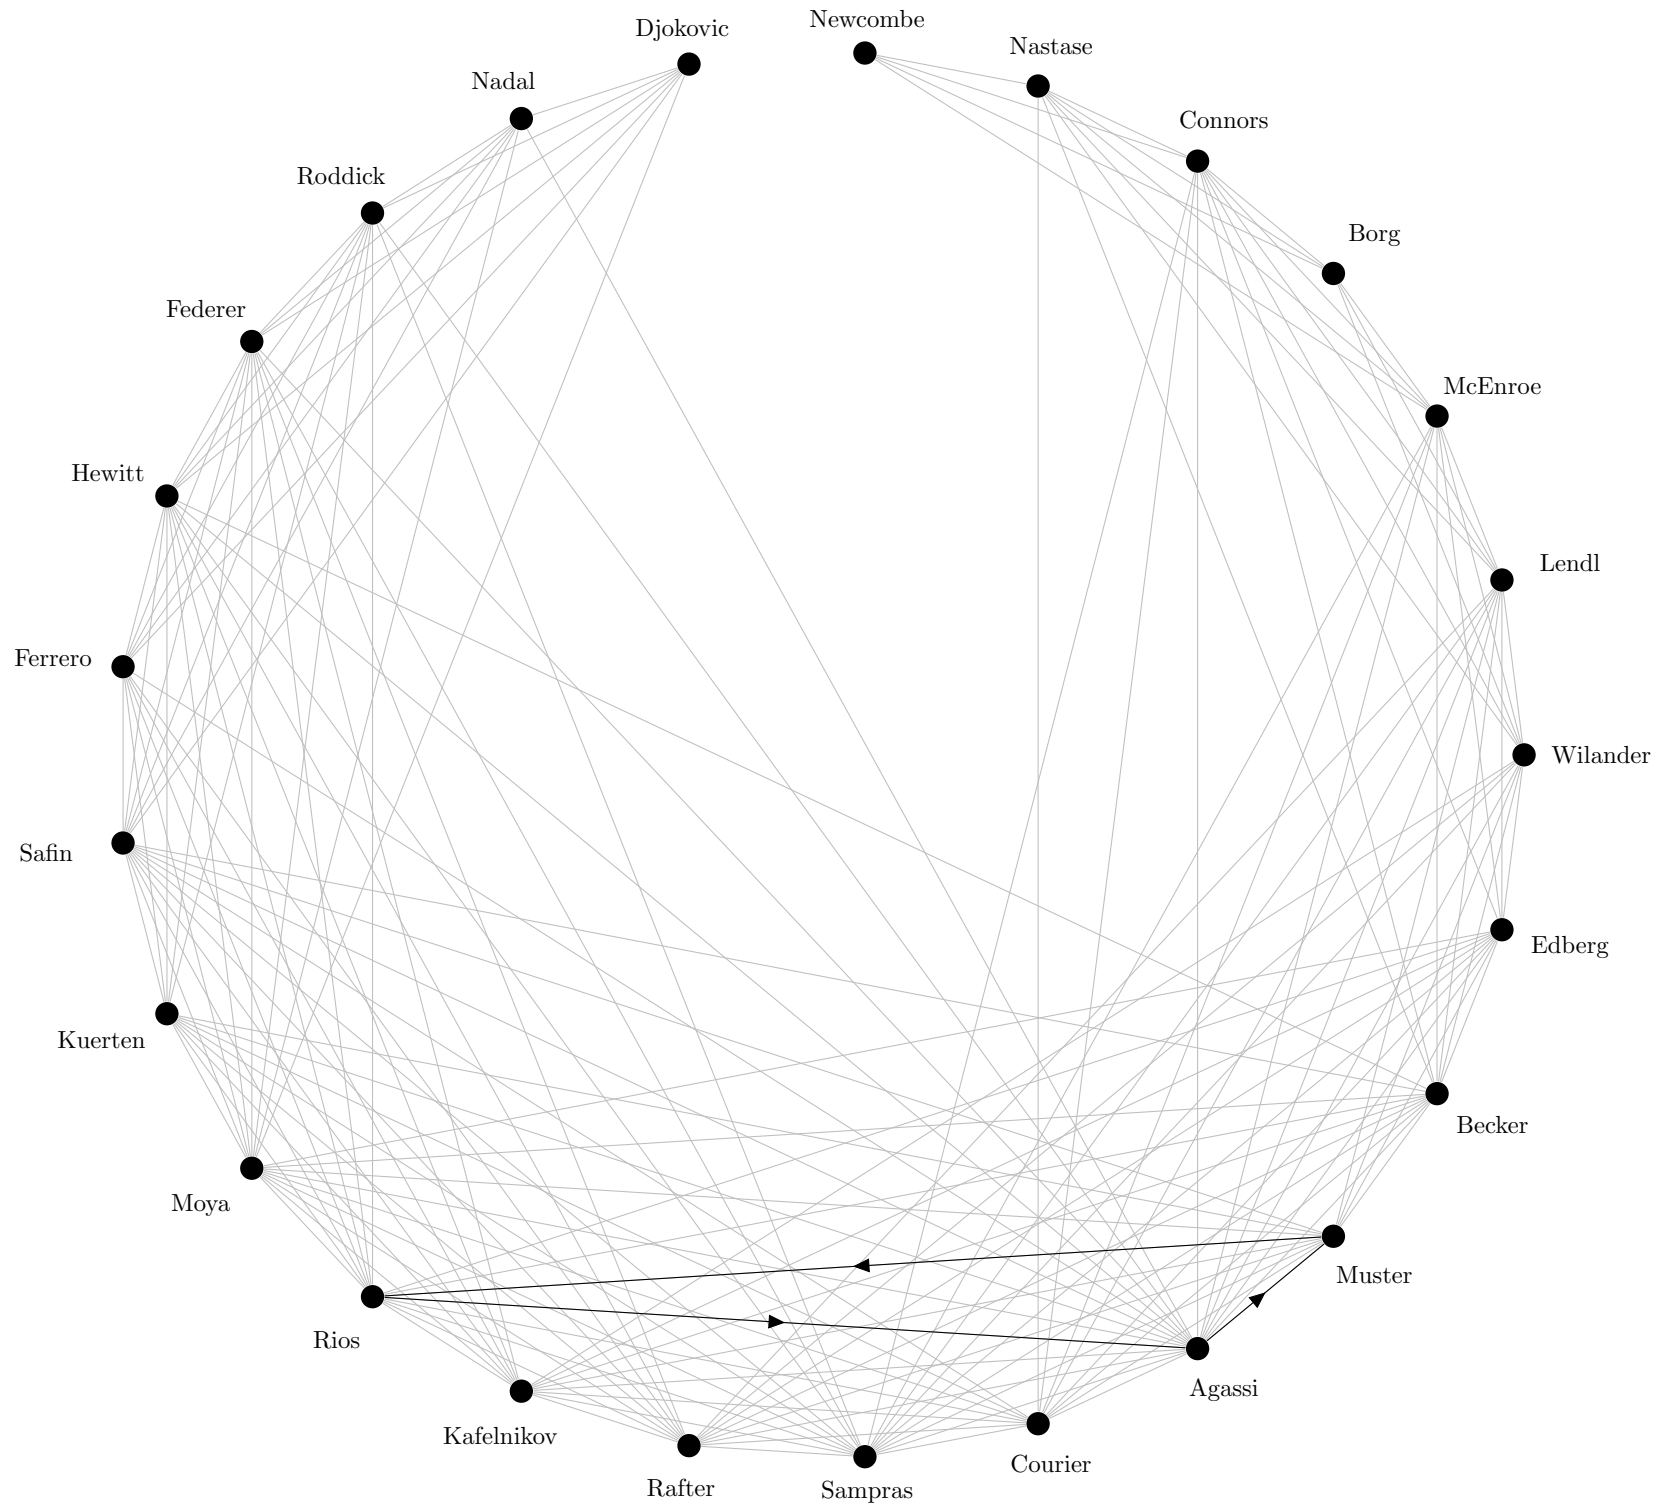 Newcombe
Djokovic
Nastase
Nadal
Connors
Roddick
Borg
Federer
McEnroe
Hewitt
Lendl
Ferrero
Wilander
Safin
Edberg
Kuerten
Becker
Moya
Muster
Rios
Agassi
Kafelnikov
Courier
Rafter
Sampras